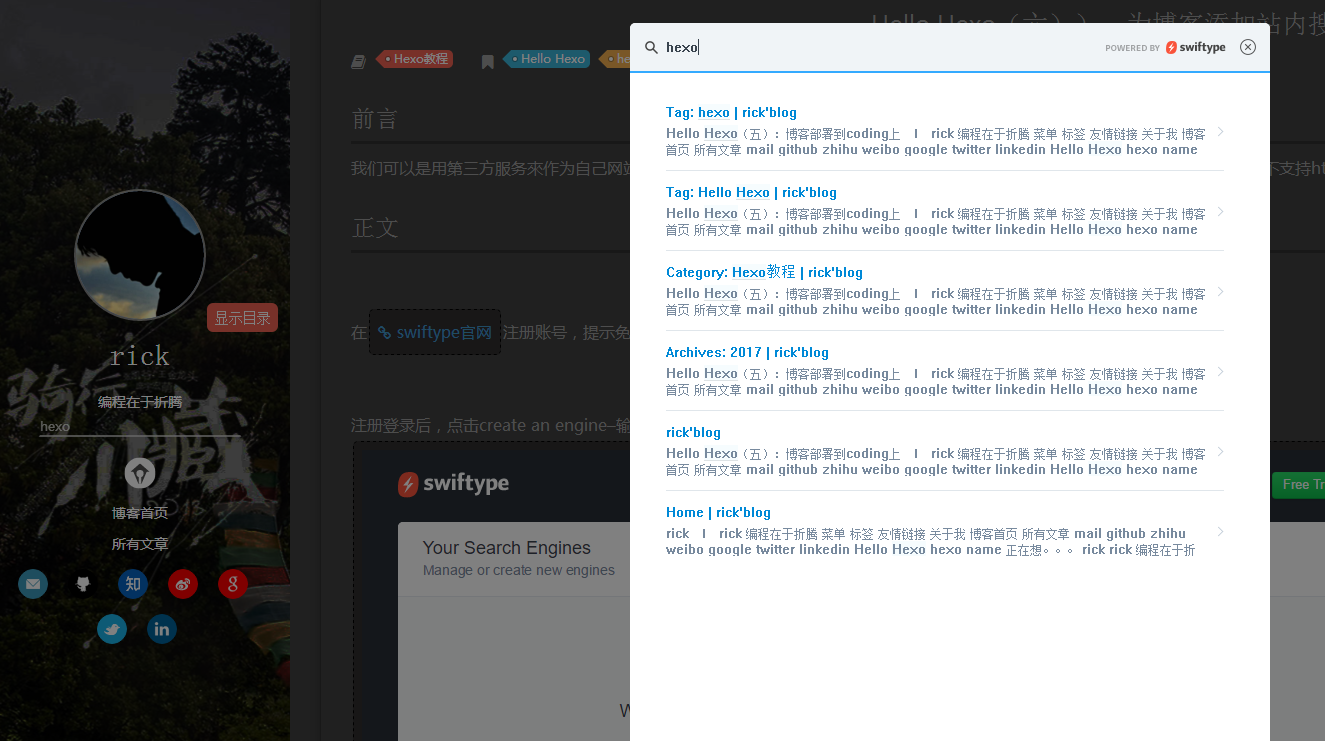 显示目录
rick
编程在于折腾
hexo
博客首页
所有文章
知
in
Hello Hexo（六））
为博客添加站内搜
Hexo教程
Hello Hexo
he
前言
我们可以是用第三方服务来作为自己网站
不支持ht
正文
在 swiftype官网 注册账号，提示免
注册登录后，点击create an engine–输
swiftype
Free Tr
Your Search Engines
Manage or create new engines
W
hexo
POWERED BY swiftype
Tag: hexo | rick'blog
Hello Hexo（五）：博客部署到coding上 | rick 编程在于折腾 菜单 标签 友情链接 关于我 博客
首页 所有文章 mail github zhihu weibo google twitter linkedin Hello Hexo hexo name
Tag: Hello Hexo | rick'blog
Hello Hexo（五）：博客部署到coding上 | rick 编程在于折腾 菜单 标签 友情链接 关于我 博客
首页 所有文章 mail github zhihu weibo google twitter linkedin Hello Hexo hexo name
Category: Hexo教程 | rick'blog
Hello Hexo（五）：博客部署到coding上 | rick 编程在于折腾 菜单 标签 友情链接 关于我 博客
首页 所有文章 mail github zhihu weibo google twitter linkedin Hello Hexo hexo name
Archives: 2017 | rick'blog
Hello Hexo（五）：博客部署到coding上 | rick 编程在于折腾 菜单 标签 友情链接 关于我 博客
首页 所有文章 mail github zhihu weibo google twitter linkedin Hello Hexo hexo name
rick'blog
Hello Hexo（五）：博客部署到coding上 | rick 编程在于折腾 菜单 标签 友情链接 关于我 博客
首页 所有文章 mail github zhihu weibo google twitter linkedin Hello Hexo hexo name
Home | rick'blog
rick | rick 编程在于折腾 菜单 标签 友情链接 关于我 博客首页 所有文章 mail github zhihu
weibo google twitter linkedin Hello Hexo hexo name 正在想。。。 rick rick 编程在于折